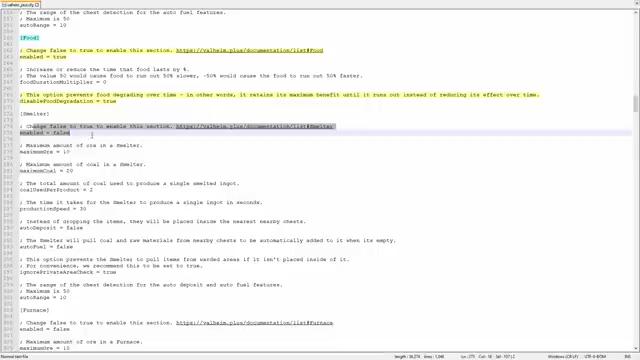 valheim_plus.cfg
; The range of the chest detection for the auto fuel features.
; Maximum is 50
autoRange = 10
[Food]
; Change false to true to enable this section. https://valheim.plus/documentation/list#Food
enabled = true
; Increase or reduce the time that food lasts by %.
; The value 50 would cause food to run out 50% slower, -50% would cause the food to run out 50% faster.
foodDurationMultiplier = 0
; This option prevents food degrading over time - in other words, it retains its maximum benefit until it runs out instead of reducing its effect over time.
disableFoodDegradation = true
[Smelter]
; Change false to true to enable this section. https://valheim.plus/documentation/list#Smelter
enabled = false
; Maximum amount of ore in a Smelter.
maximumOre = 10
; Maximum amount of coal in a Smelter.
maximumCoal = 20
; The total amount of coal used to produce a single smelted ingot.
coalUsedPerProduct = 2
; The time it takes for the Smelter to produce a single ingot in seconds.
productionSpeed = 30
; Instead of dropping the items, they will be placed inside the nearest nearby chests.
autoDeposit = false
; The Smelter will pull coal and raw materials from nearby chests to be automatically added to it when its empty.
autoFuel = false
; This option prevents the Smelter to pull items from warded areas if it isn't placed inside of it.
; For convenience, we recommend this to be set to true.
ignorePrivateAreaCheck = true
; The range of the chest detection for the auto deposit and auto fuel features.
; Maximum is 50
autoRange = 10
[Furnace]
; Change false to true to enable this section. https://valheim.plus/documentation/list#Furnace
enabled = false
; Maximum amount of ore in a Furnace.
maximumOre = 10
Normal text file
Windows (CR LF)
UTF-8-BOM
INS